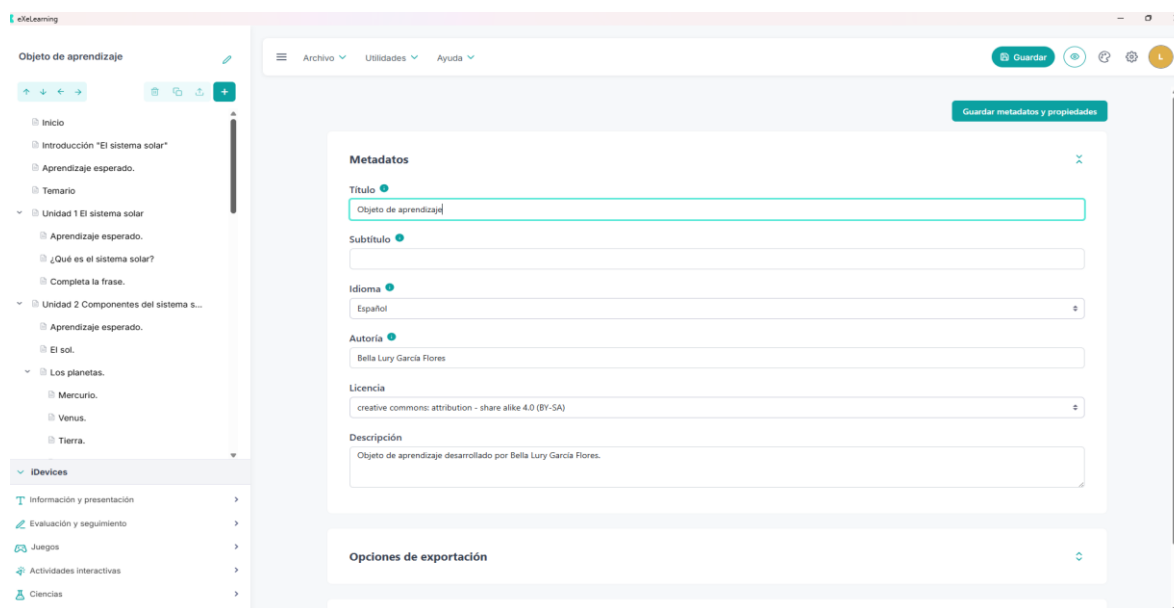 eXeLearning
Objeto de aprendizaje
Archivo Utilidades Ayuda
Guardar
L
Inicio
Introducción "El sistema solar"
Aprendizaje esperado.
Temario
Unidad 1 El sistema solar
Aprendizaje esperado.
¿Qué es el sistema solar?
Completa la frase.
Unidad 2 Componentes del sistema s...
Aprendizaje esperado.
El sol.
Los planetas.
Mercurio.
Venus.
Tierra.
iDevices
Información y presentación
Evaluación y seguimiento
Juegos
Actividades interactivas
Ciencias
Guardar metadatos y propiedades
Metadatos
Título
Objeto de aprendizaje
Subtítulo
Idioma
Español
Autoría
Bella Lury García Flores
Licencia
creative commons: attribution - share alike 4.0 (BY-SA)
Descripción
Objeto de aprendizaje desarrollado por Bella Lury García Flores.
Opciones de exportación